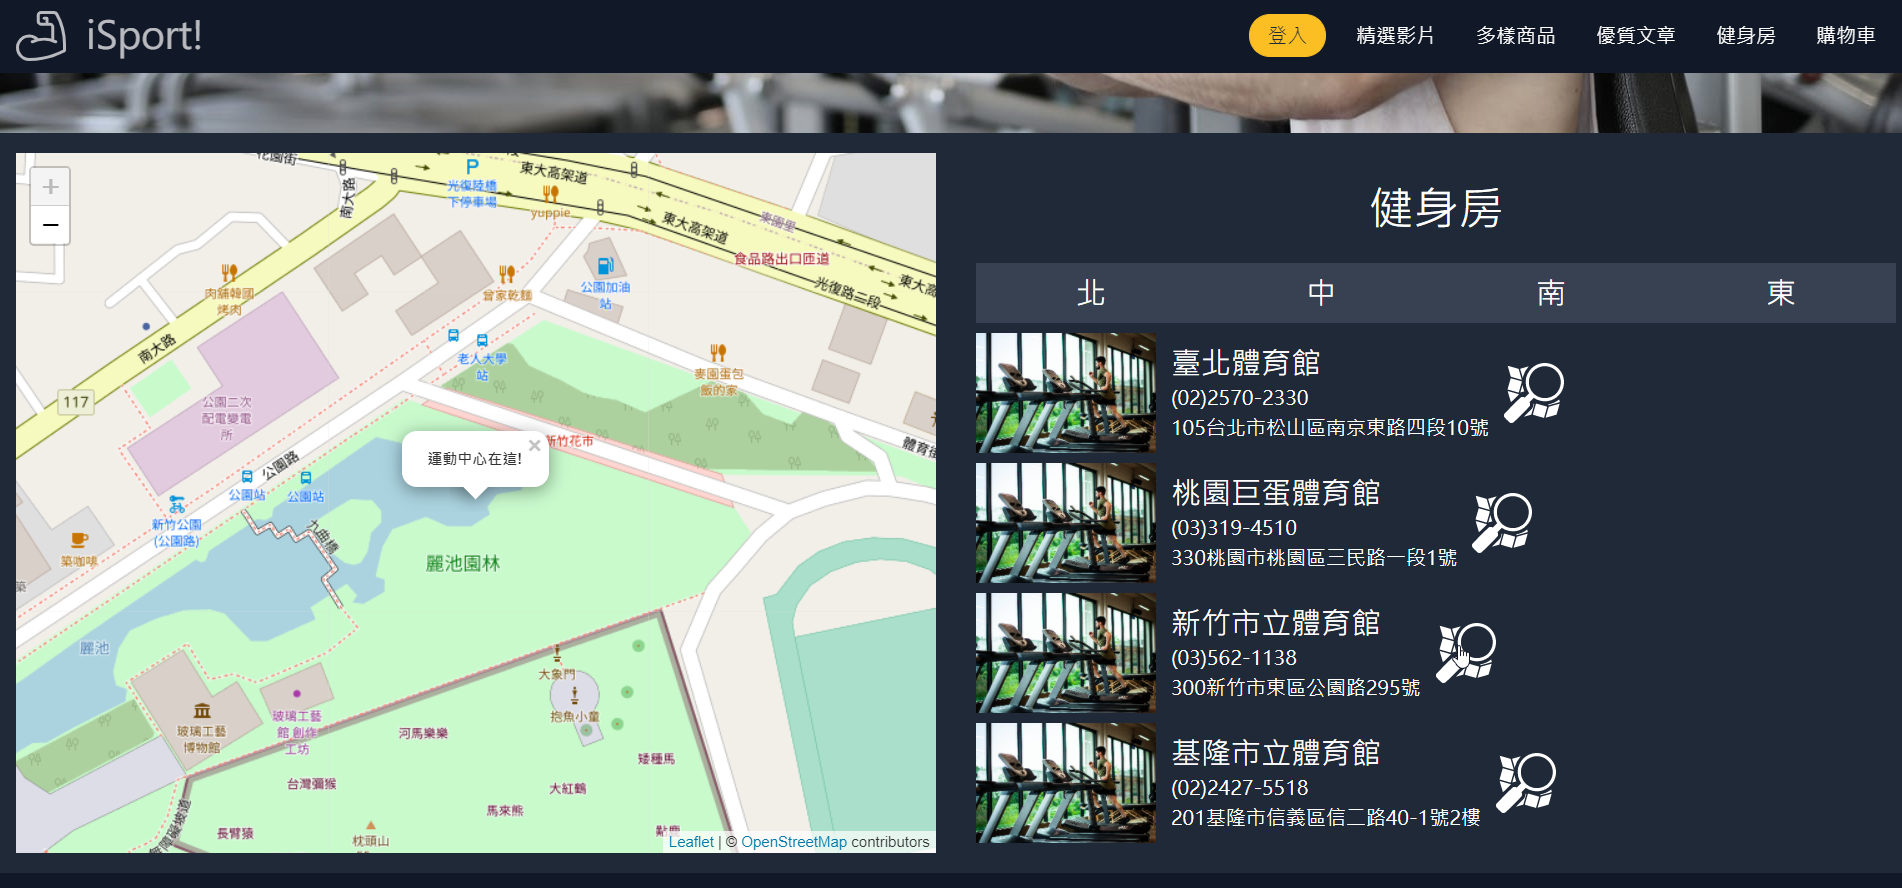 iSport!
登入
精選影片
多樣商品
優質文章
健身房
購物車
花園街
南大路
P
光復陸橋
下停車場
東大高架道
yuppie
東大高架道
東園里
食品路出口匝道
光復路二段
東大高
肉舖韓國
烤肉
曾家乾麵
公園加油
站
南大路
老人大學
站
麥園蛋包
飯的家
117
公園二次
配電變電
所
新竹花市
體育街
運動中心在這!
×
公園路
公園站
公園站
新竹公園
(公園路)
九曲橋
築咖啡
築
麗池園林
麗池
大象門
抱魚小童
玻璃工藝
博物館
玻璃工藝
館 創作
工坊
河馬樂樂
矮種馬
台灣獼猴
大紅鶴
馬來熊
長臂猿
枕頭山
無障礙坡道
+
−
Leaflet | © OpenStreetMap contributors
健身房
北
中
南
東
臺北體育館
(02)2570-2330
105台北市松山區南京東路四段10號
桃園巨蛋體育館
(03)319-4510
330桃園市桃園區三民路一段1號
新竹市立體育館
(03)562-1138
300新竹市東區公園路295號
基隆市立體育館
(02)2427-5518
201基隆市信義區信二路40-1號2樓